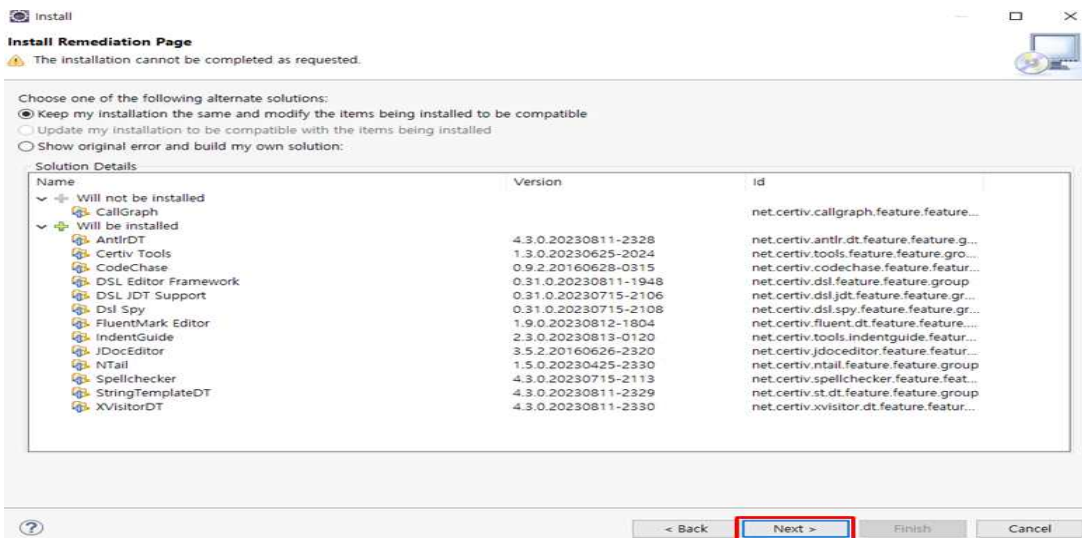 Install
Install Remediation Page
The installation cannot be completed as requested.
Choose one of the following alternate solutions:
Keep my installation the same and modify the items being installed to be compatible
Update my installation to be compatible with the items being installed
Show original error and build my own solution:
Solution Details
Name Version Id
Will not be installed
CallGraph net.certiv.callgraph.feature.feature...
Will be installed
AntlrDT 4.3.0.20230811-2328 net.certiv.antlr.dt.feature.feature.g...
Certiv Tools 1.3.0.20230625-2024 net.certiv.tools.feature.feature.gro...
CodeChase 0.9.2.20160628-0315 net.certiv.codechase.feature.featur...
DSL Editor Framework 0.31.0.20230811-1948 net.certiv.dsl.feature.feature.group
DSL JDT Support 0.31.0.20230715-2106 net.certiv.dsl.jdt.feature.feature.gr...
Dsl Spy 0.31.0.20230715-2108 net.certiv.dsl.spy.feature.feature.gr...
FluentMark Editor 1.9.0.20230812-1804 net.certiv.fluent.dt.feature.feature....
IndentGuide 2.3.0.20230813-0120 net.certiv.tools.indentguide.featur...
JDocEditor 3.5.2.20160626-2320 net.certiv.jdoceditor.feature.featur...
NTail 1.5.0.20230425-2330 net.certiv.ntail.feature.feature.group
Spellchecker 4.3.0.20230715-2113 net.certiv.spellchecker.feature.feat...
StringTemplateDT 4.3.0.20230811-2329 net.certiv.st.dt.feature.feature.group
XVisitorDT 4.3.0.20230811-2330 net.certiv.xvisitor.dt.feature.featur...
? < Back Next > Finish Cancel